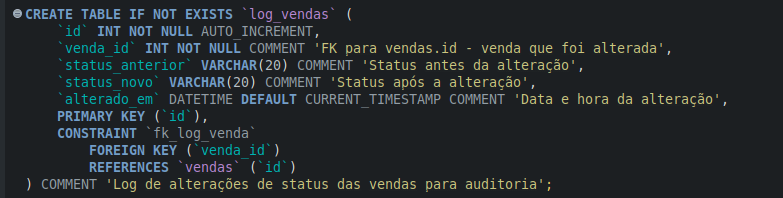 CREATE TABLE IF NOT EXISTS `log_vendas` (
    `id` INT NOT NULL AUTO_INCREMENT,
    `venda_id` INT NOT NULL COMMENT 'FK para vendas.id - venda que foi alterada',
    `status_anterior` VARCHAR(20) COMMENT 'Status antes da alteração',
    `status_novo` VARCHAR(20) COMMENT 'Status após a alteração',
    `alterado_em` DATETIME DEFAULT CURRENT_TIMESTAMP COMMENT 'Data e hora da alteração',
    PRIMARY KEY (`id`),
    CONSTRAINT `fk_log_venda`
        FOREIGN KEY (`venda_id`)
        REFERENCES `vendas` (`id`)
) COMMENT 'Log de alterações de status das vendas para auditoria';